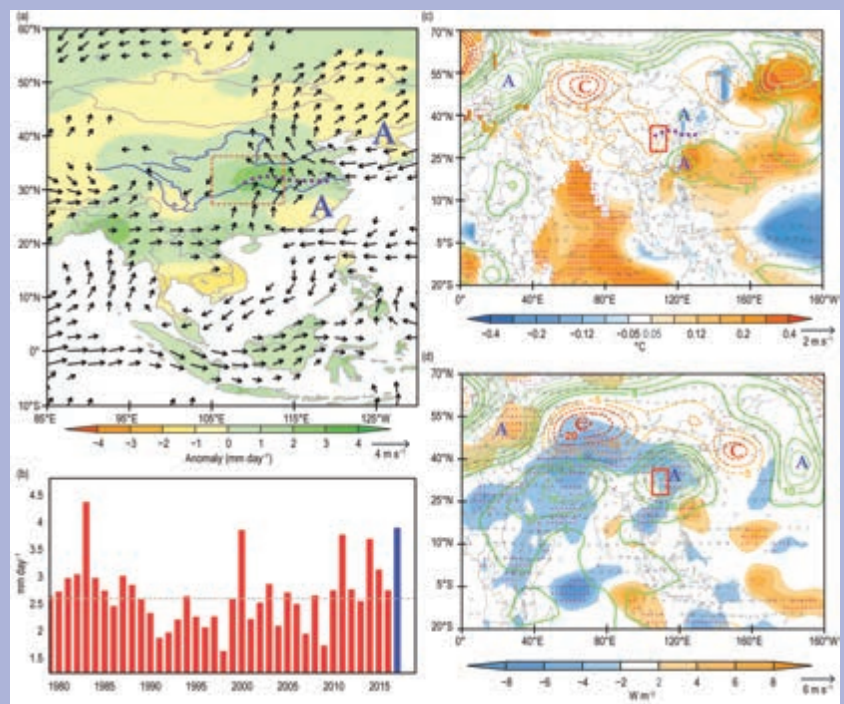 (a)
60°N
50°N
40°N
30°N
20°N
10°N
0°
10°S
A
A
85°E 95°E 105°E 115°E 125°E
−4 −3 −2 −1 0 1 2 3 4
Anomaly (mm day⁻¹)
4 m s⁻¹
(b)
mm day⁻¹
4.5
4
3.5
3
2.5
2
1.5
1980 1985 1990 1995 2000 2005 2010 2015
(c)
70°N
55°N
40°N
25°N
10°N
5°S
20°S
A
C
A
A
0° 40°E 80°E 120°E 160°E 160°W
−0.4 −0.2 −0.12 −0.05 0.05 0.12 0.2 0.4
°C
2 m s⁻¹
(d)
70°N
55°N
40°N
25°N
10°N
5°S
20°S
A
C
−20
A
C
A
0° 40°E 80°E 120°E 160°E 160°W
−8 −6 −4 −2 2 4 6 8
W m⁻¹
6 m s⁻¹